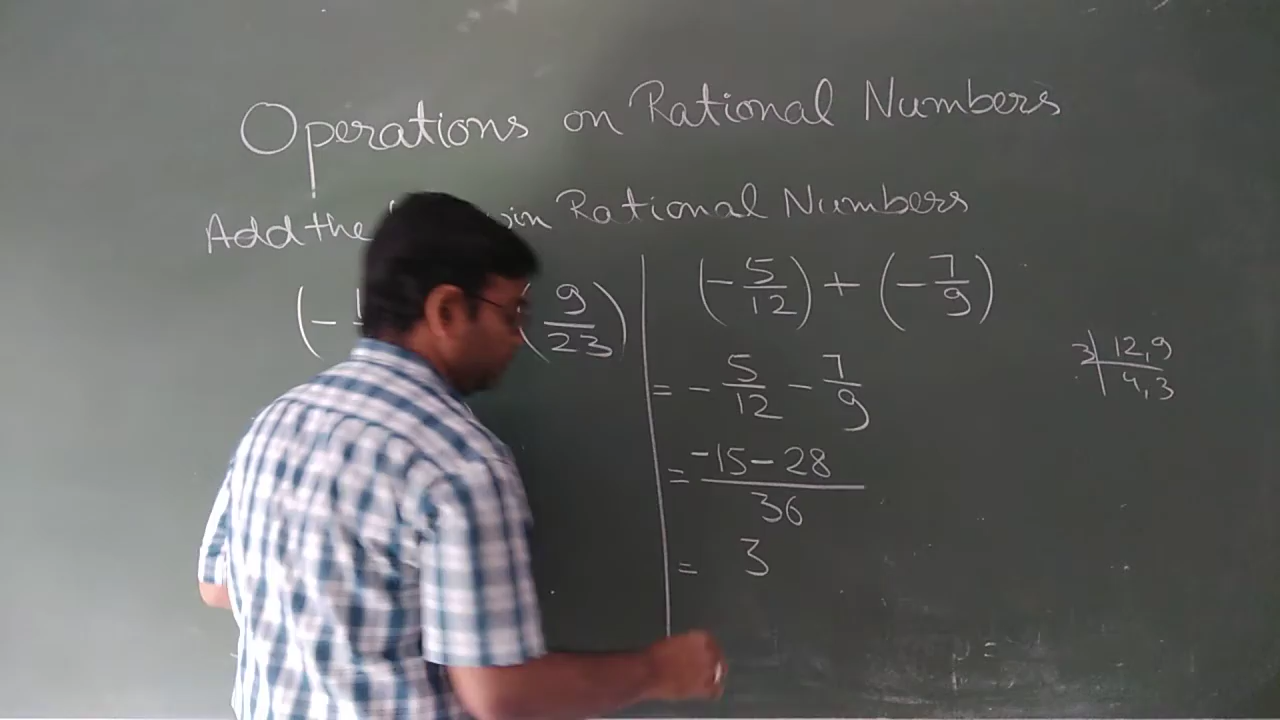 Operations on Rational Numbers
Add the in Rational Numbers
(- 9/23)
(-5/12) + (-7/9)
= -5/12 - 7/9
= -15-28/36
= 3
3 | 12,9
4,3